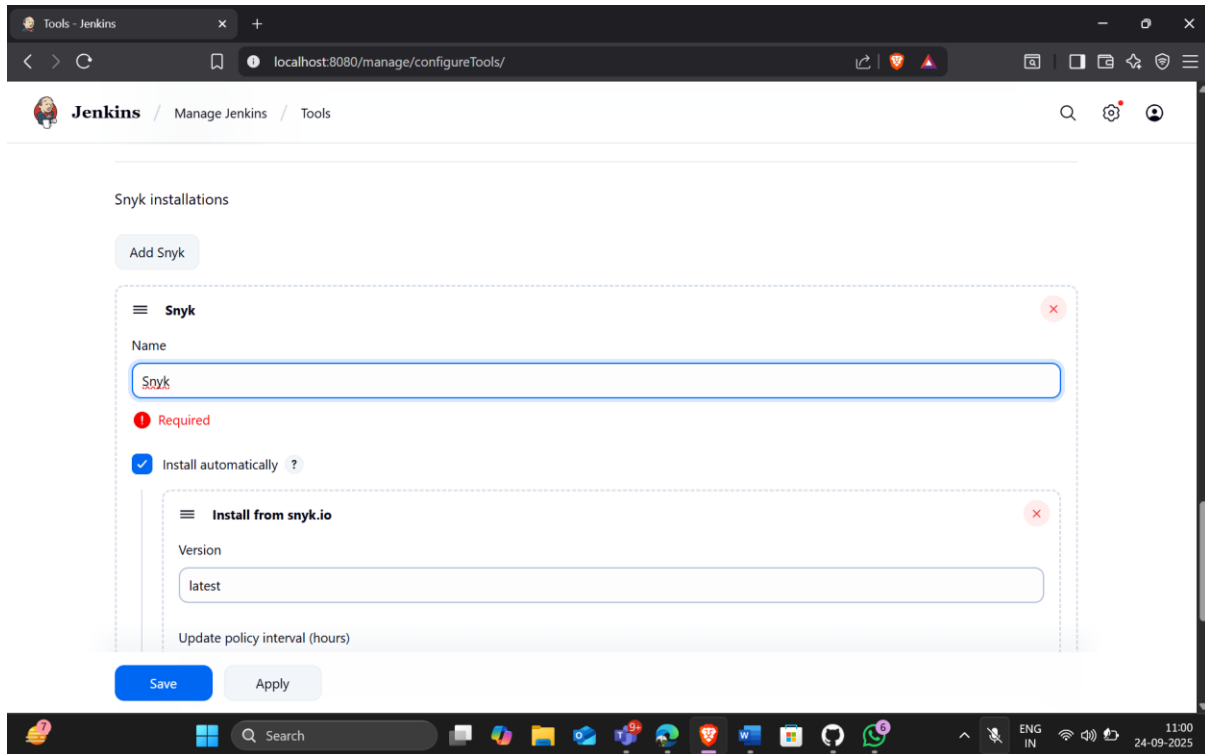 Tools - Jenkins
localhost:8080/manage/configureTools/
Jenkins / Manage Jenkins / Tools
Snyk installations
Add Snyk
Snyk
Name
Snyk
! Required
Install automatically ?
Install from snyk.io
Version
latest
Update policy interval (hours)
Save Apply
7 Search 9+ 6 ENG 11:00
IN 24-09-2025